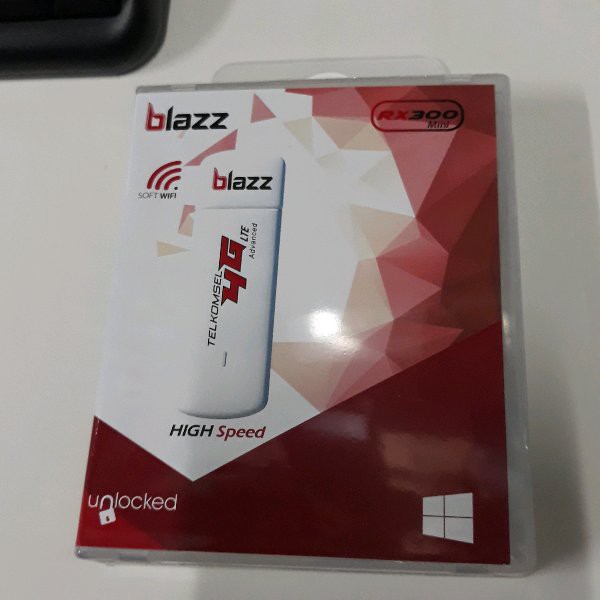 blazz
RX300
Mini
SOFT WIFI
blazz
TELKOMSEL
4G LTE
Advanced
HIGH Speed
unlocked